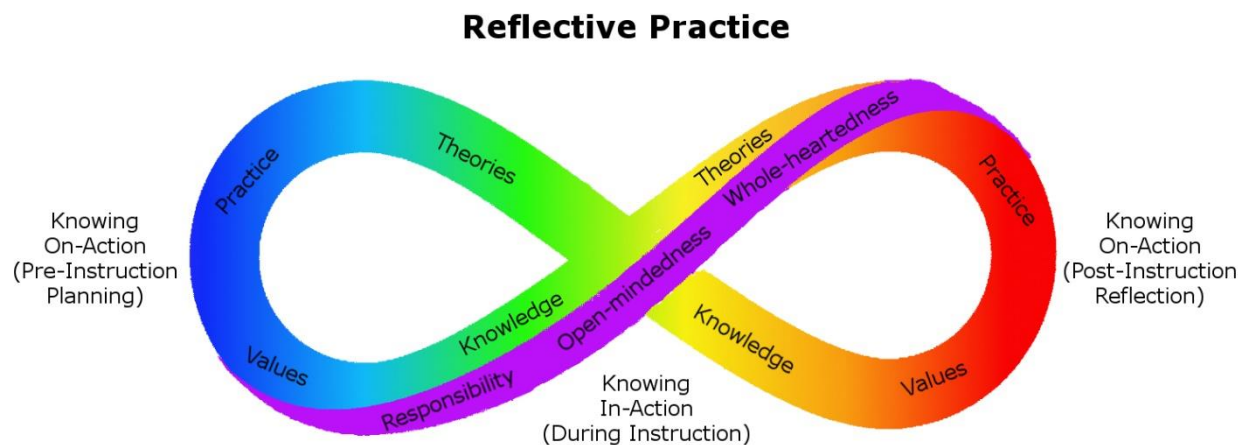 Reflective Practice
Practice
Theories
Theories
Whole-heartedness
Practice
Knowing
On-Action
(Pre-Instruction
Planning)
Knowing
On-Action
(Post-Instruction
Reflection)
Values
Knowledge
Open-mindedness
Responsibility
Knowledge
Values
Knowing
In-Action
(During Instruction)